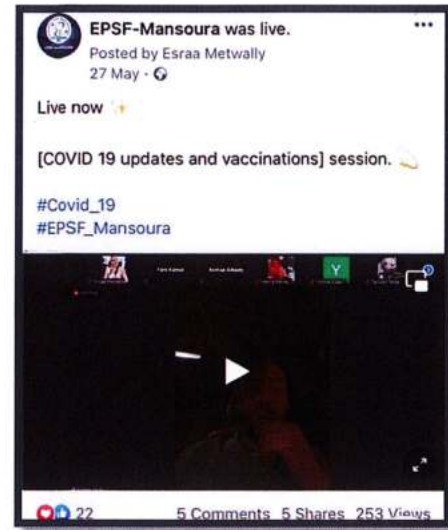 EPSF-Mansoura was live.
Posted by Esraa Metwally
27 May ·
Live now ✨
[COVID 19 updates and vaccinations] session.
#Covid_19
#EPSF_Mansoura
Y
22
5 Comments 5 Shares 253 Views